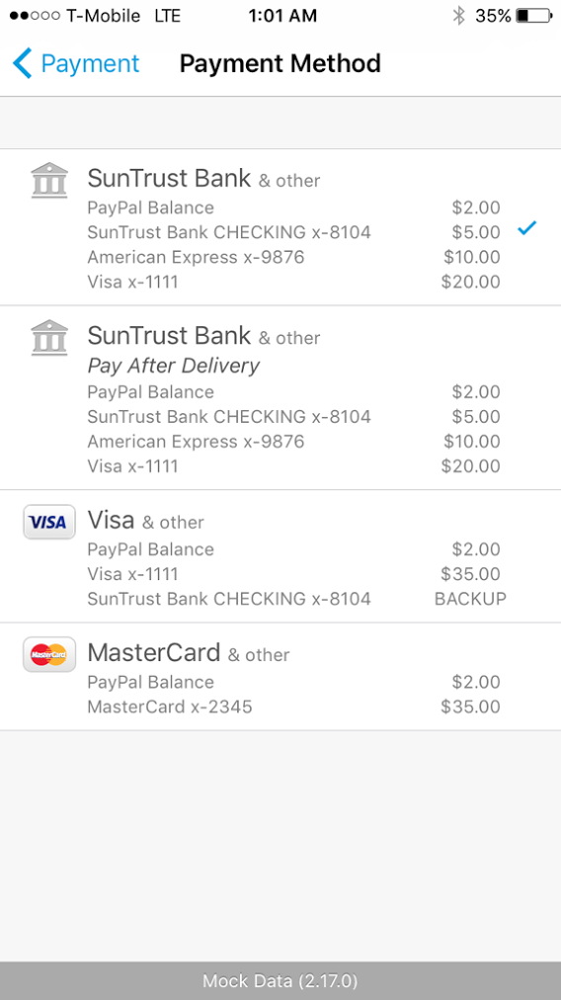 T-Mobile LTE 1:01 AM 35%
Payment Payment Method
SunTrust Bank & other
PayPal Balance $2.00
SunTrust Bank CHECKING x-8104 $5.00
American Express x-9876 $10.00
Visa x-1111 $20.00
SunTrust Bank & other
Pay After Delivery
PayPal Balance $2.00
SunTrust Bank CHECKING x-8104 $5.00
American Express x-9876 $10.00
Visa x-1111 $20.00
VISA Visa & other
PayPal Balance $2.00
Visa x-1111 $35.00
SunTrust Bank CHECKING x-8104 BACKUP
MasterCard MasterCard & other
PayPal Balance $2.00
MasterCard x-2345 $35.00
Mock Data (2.17.0)